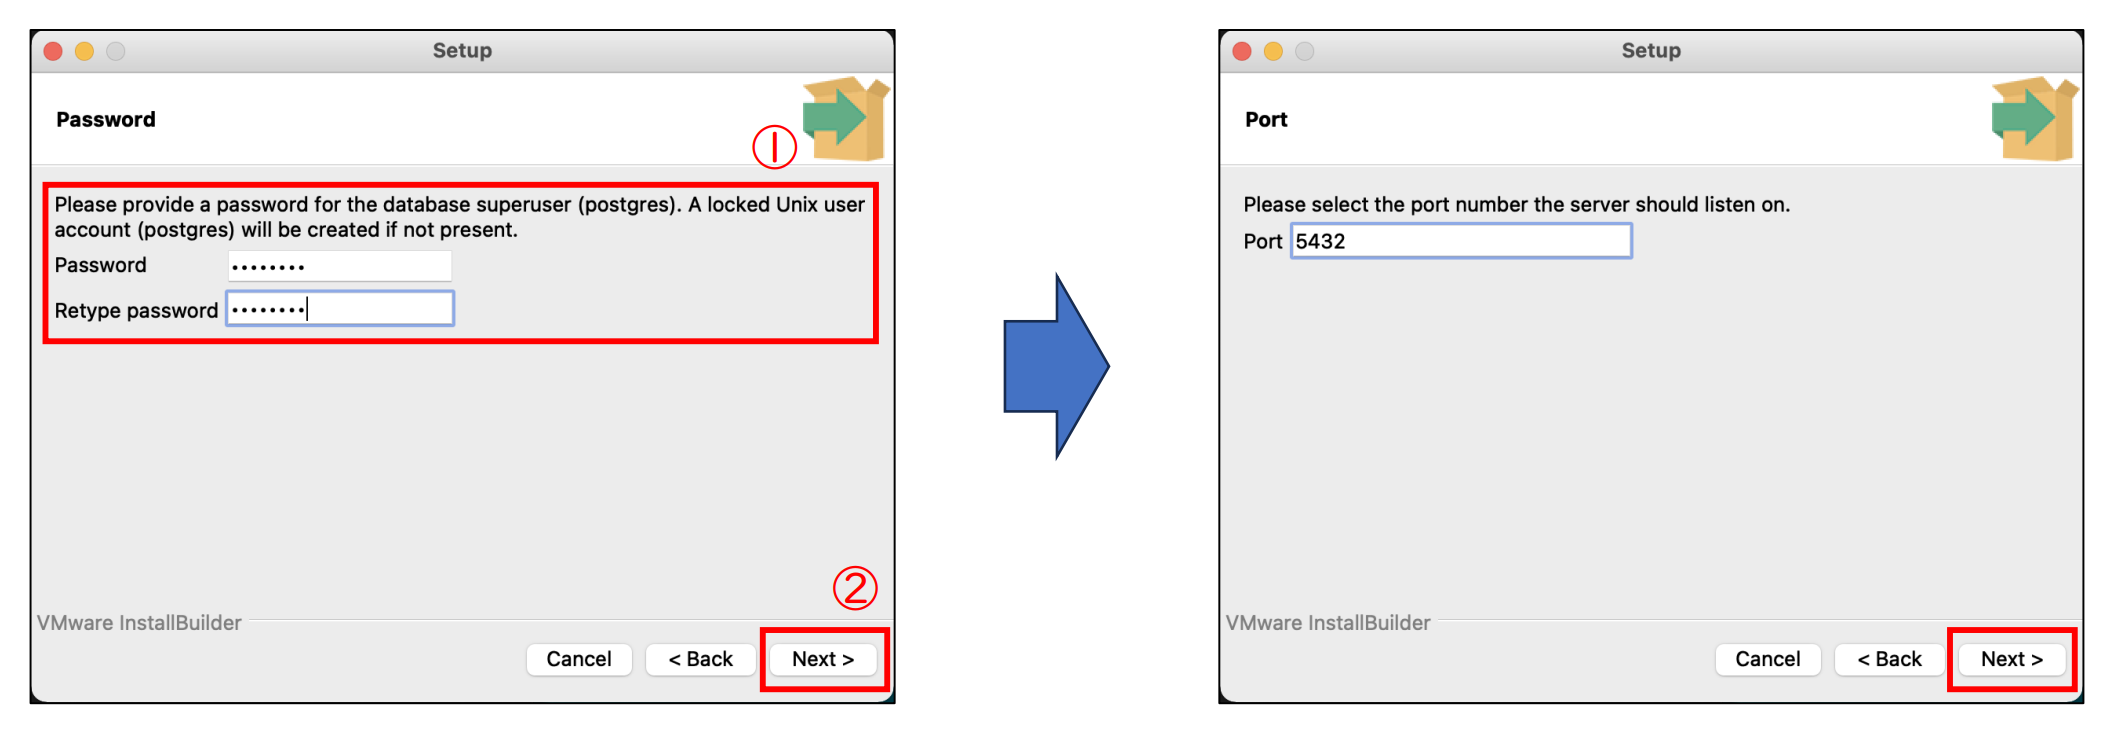 Setup
Password
①
Please provide a password for the database superuser (postgres). A locked Unix user
account (postgres) will be created if not present.
Password ••••••••
Retype password ••••••••
②
VMware InstallBuilder
Cancel < Back Next >
Setup
Port
Please select the port number the server should listen on.
Port 5432
VMware InstallBuilder
Cancel < Back Next >